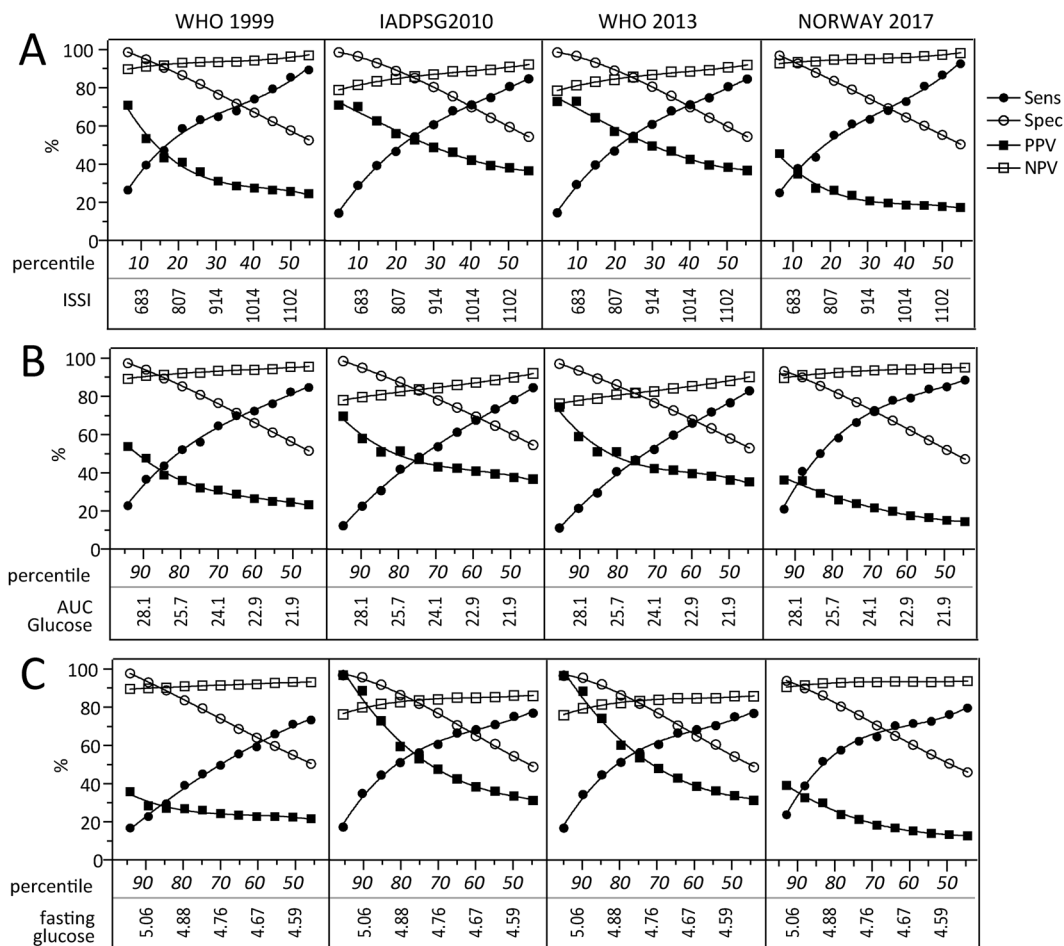 WHO 1999 IADPSG2010 WHO 2013 NORWAY 2017
A
100
80
60
40
20
0
%
Sens
Spec
PPV
NPV
percentile 10 20 30 40 50 10 20 30 40 50 10 20 30 40 50 10 20 30 40 50
ISSI 683 807 914 1014 1102 683 807 914 1014 1102 683 807 914 1014 1102 683 807 914 1014 1102
B
100
80
60
40
20
0
%
percentile 90 80 70 60 50 90 80 70 60 50 90 80 70 60 50 90 80 70 60 50
AUC
Glucose 28.1 25.7 24.1 22.9 21.9 28.1 25.7 24.1 22.9 21.9 28.1 25.7 24.1 22.9 21.9 28.1 25.7 24.1 22.9 21.9
C
100
80
60
40
20
0
%
percentile 90 80 70 60 50 90 80 70 60 50 90 80 70 60 50 90 80 70 60 50
fasting
glucose 5.06 4.88 4.76 4.67 4.59 5.06 4.88 4.76 4.67 4.59 5.06 4.88 4.76 4.67 4.59 5.06 4.88 4.76 4.67 4.59